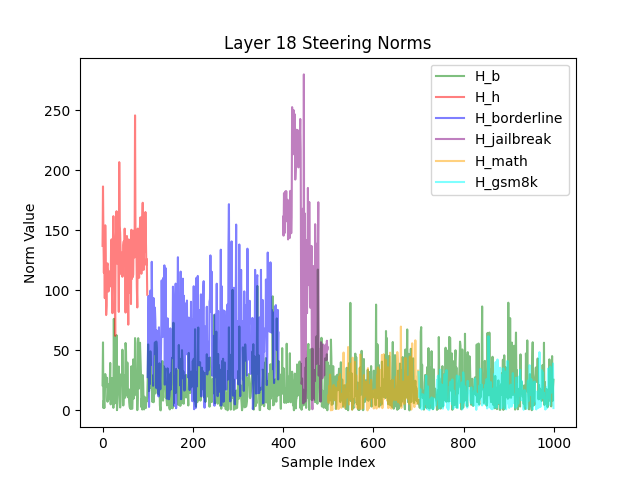 Layer 18 Steering Norms
H_b
H_h
H_borderline
H_jailbreak
H_math
H_gsm8k
Norm Value
250
200
150
100
50
0
0
200
400
600
800
1000
Sample Index